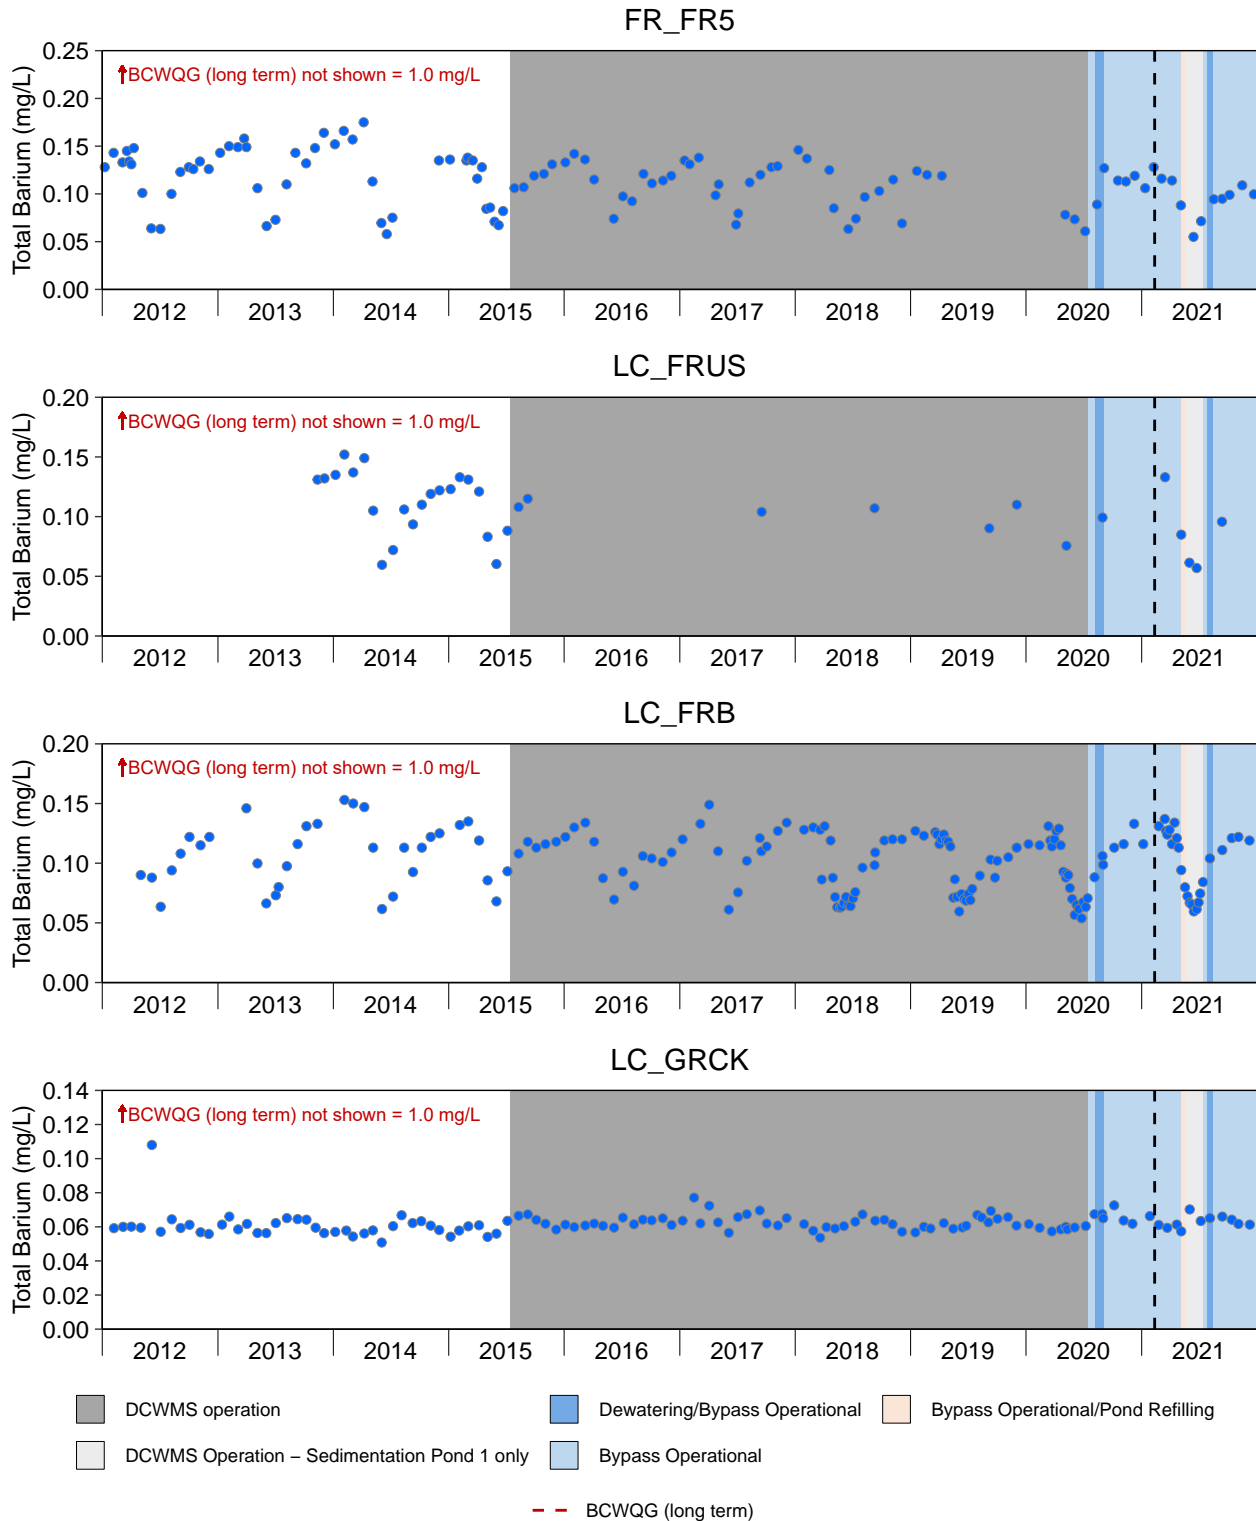 FR_FR5
Total Barium (mg/L)
0.25
0.20
0.15
0.10
0.05
0.00
BCWQG (long term) not shown = 1.0 mg/L
2012 2013 2014 2015 2016 2017 2018 2019 2020 2021
LC_FRUS
Total Barium (mg/L)
0.20
0.15
0.10
0.05
0.00
BCWQG (long term) not shown = 1.0 mg/L
2012 2013 2014 2015 2016 2017 2018 2019 2020 2021
LC_FRB
Total Barium (mg/L)
0.20
0.15
0.10
0.05
0.00
BCWQG (long term) not shown = 1.0 mg/L
2012 2013 2014 2015 2016 2017 2018 2019 2020 2021
LC_GRCK
Total Barium (mg/L)
0.14
0.12
0.10
0.08
0.06
0.04
0.02
0.00
BCWQG (long term) not shown = 1.0 mg/L
2012 2013 2014 2015 2016 2017 2018 2019 2020 2021
DCWMS operation
Dewatering/Bypass Operational
Bypass Operational/Pond Refilling
DCWMS Operation – Sedimentation Pond 1 only
Bypass Operational
BCWQG (long term)